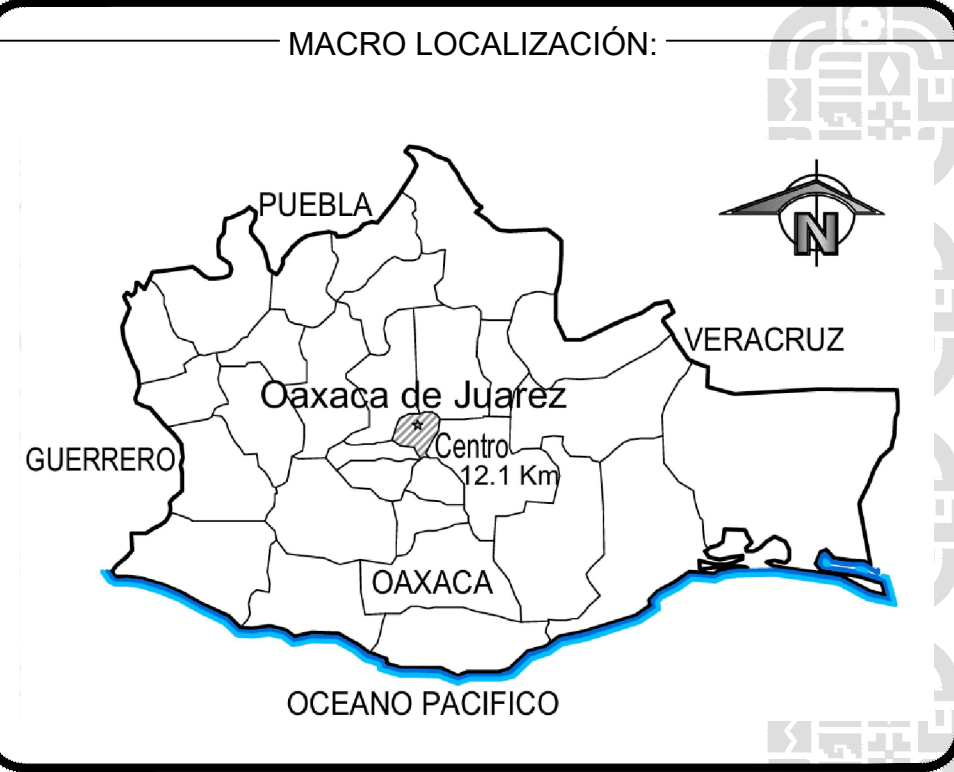 MACRO LOCALIZACIÓN:
PUEBLA
N
VERACRUZ
Oaxaca de Juarez
Centro
GUERRERO
12.1 Km
OAXACA
OCEANO PACIFICO